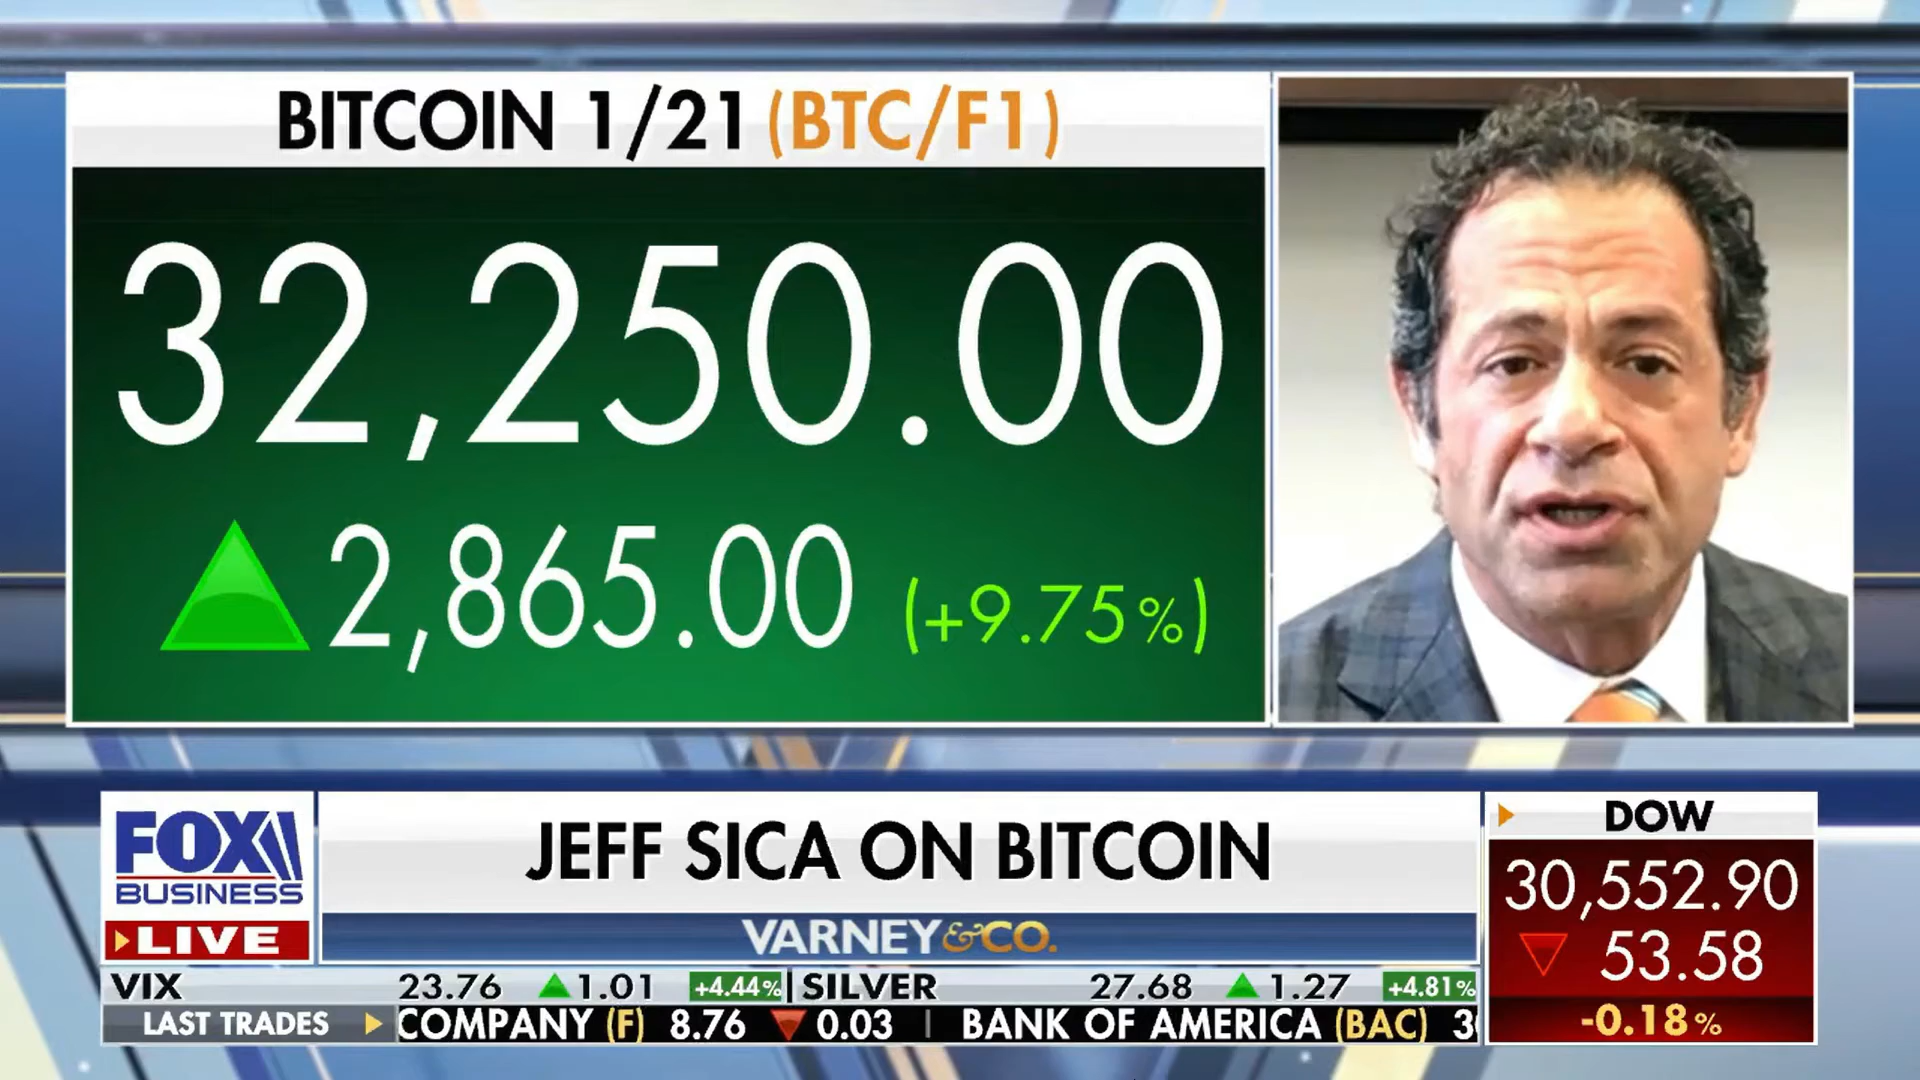 BITCOIN 1/21 (BTC/F1)
32,250.00
2,865.00 (+9.75%)
FOX
BUSINESS
LIVE
JEFF SICA ON BITCOIN
VARNEY & CO.
DOW
30,552.90
53.58
-0.18%
VIX 23.76 1.01 +4.44% SILVER 27.68 1.27 +4.81%
LAST TRADES COMPANY (F) 8.76 0.03 | BANK OF AMERICA (BAC) 3